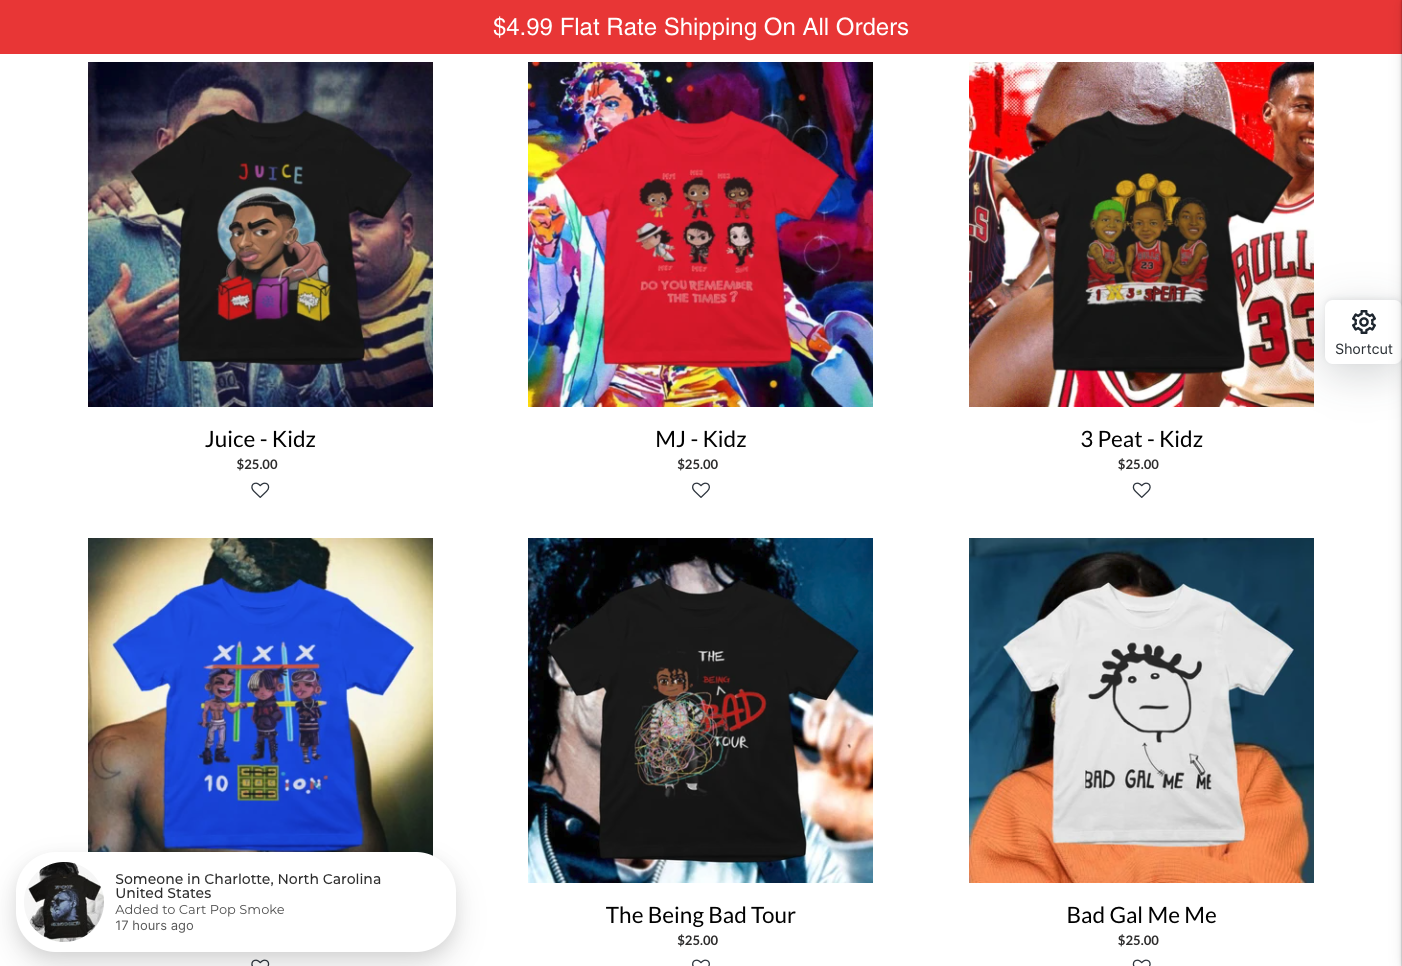 $4.99 Flat Rate Shipping On All Orders
JUICE
DO YOU REMEMBER
THE TIMES ?
23
BULLS
33
Shortcut
Juice - Kidz
$25.00
MJ - Kidz
$25.00
3 Peat - Kidz
$25.00
X X X
10
THE
BEING
BAD
TOUR
BAD GAL ME ME
Someone in Charlotte, North Carolina
United States
Added to Cart Pop Smoke
17 hours ago
The Being Bad Tour
$25.00
Bad Gal Me Me
$25.00